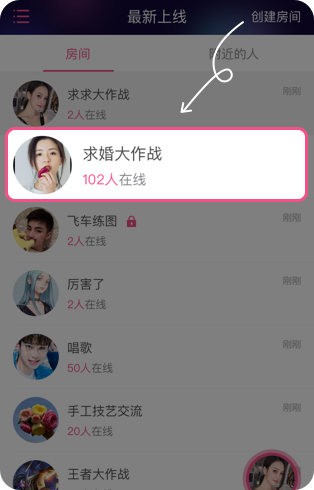 最新上线
创建房间
房间
附近的人
求求大作战
刚刚
2人在线
求婚大作战
102人在线
飞车练图
刚刚
2人在线
厉害了
刚刚
2人在线
唱歌
刚刚
50人在线
手工技艺交流
刚刚
20人在线
王者大作战